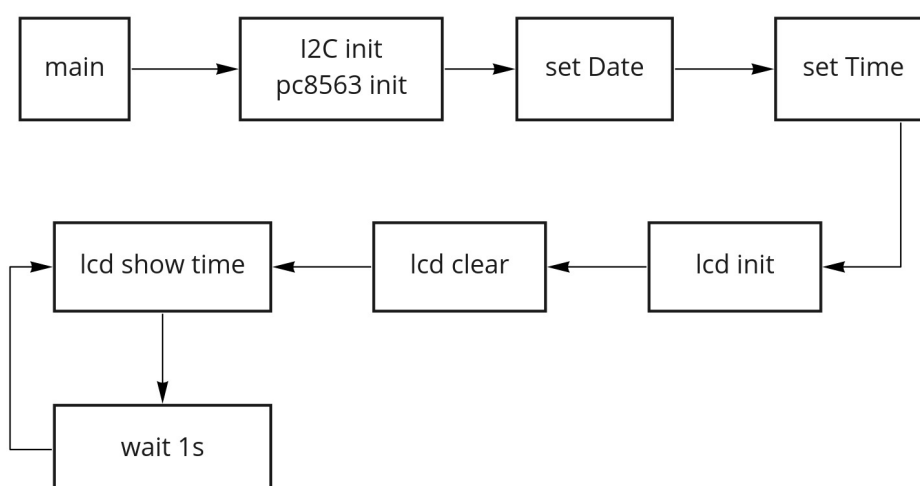 main
I2C init
pc8563 init
set Date
set Time
lcd show time
lcd clear
lcd init
wait 1s